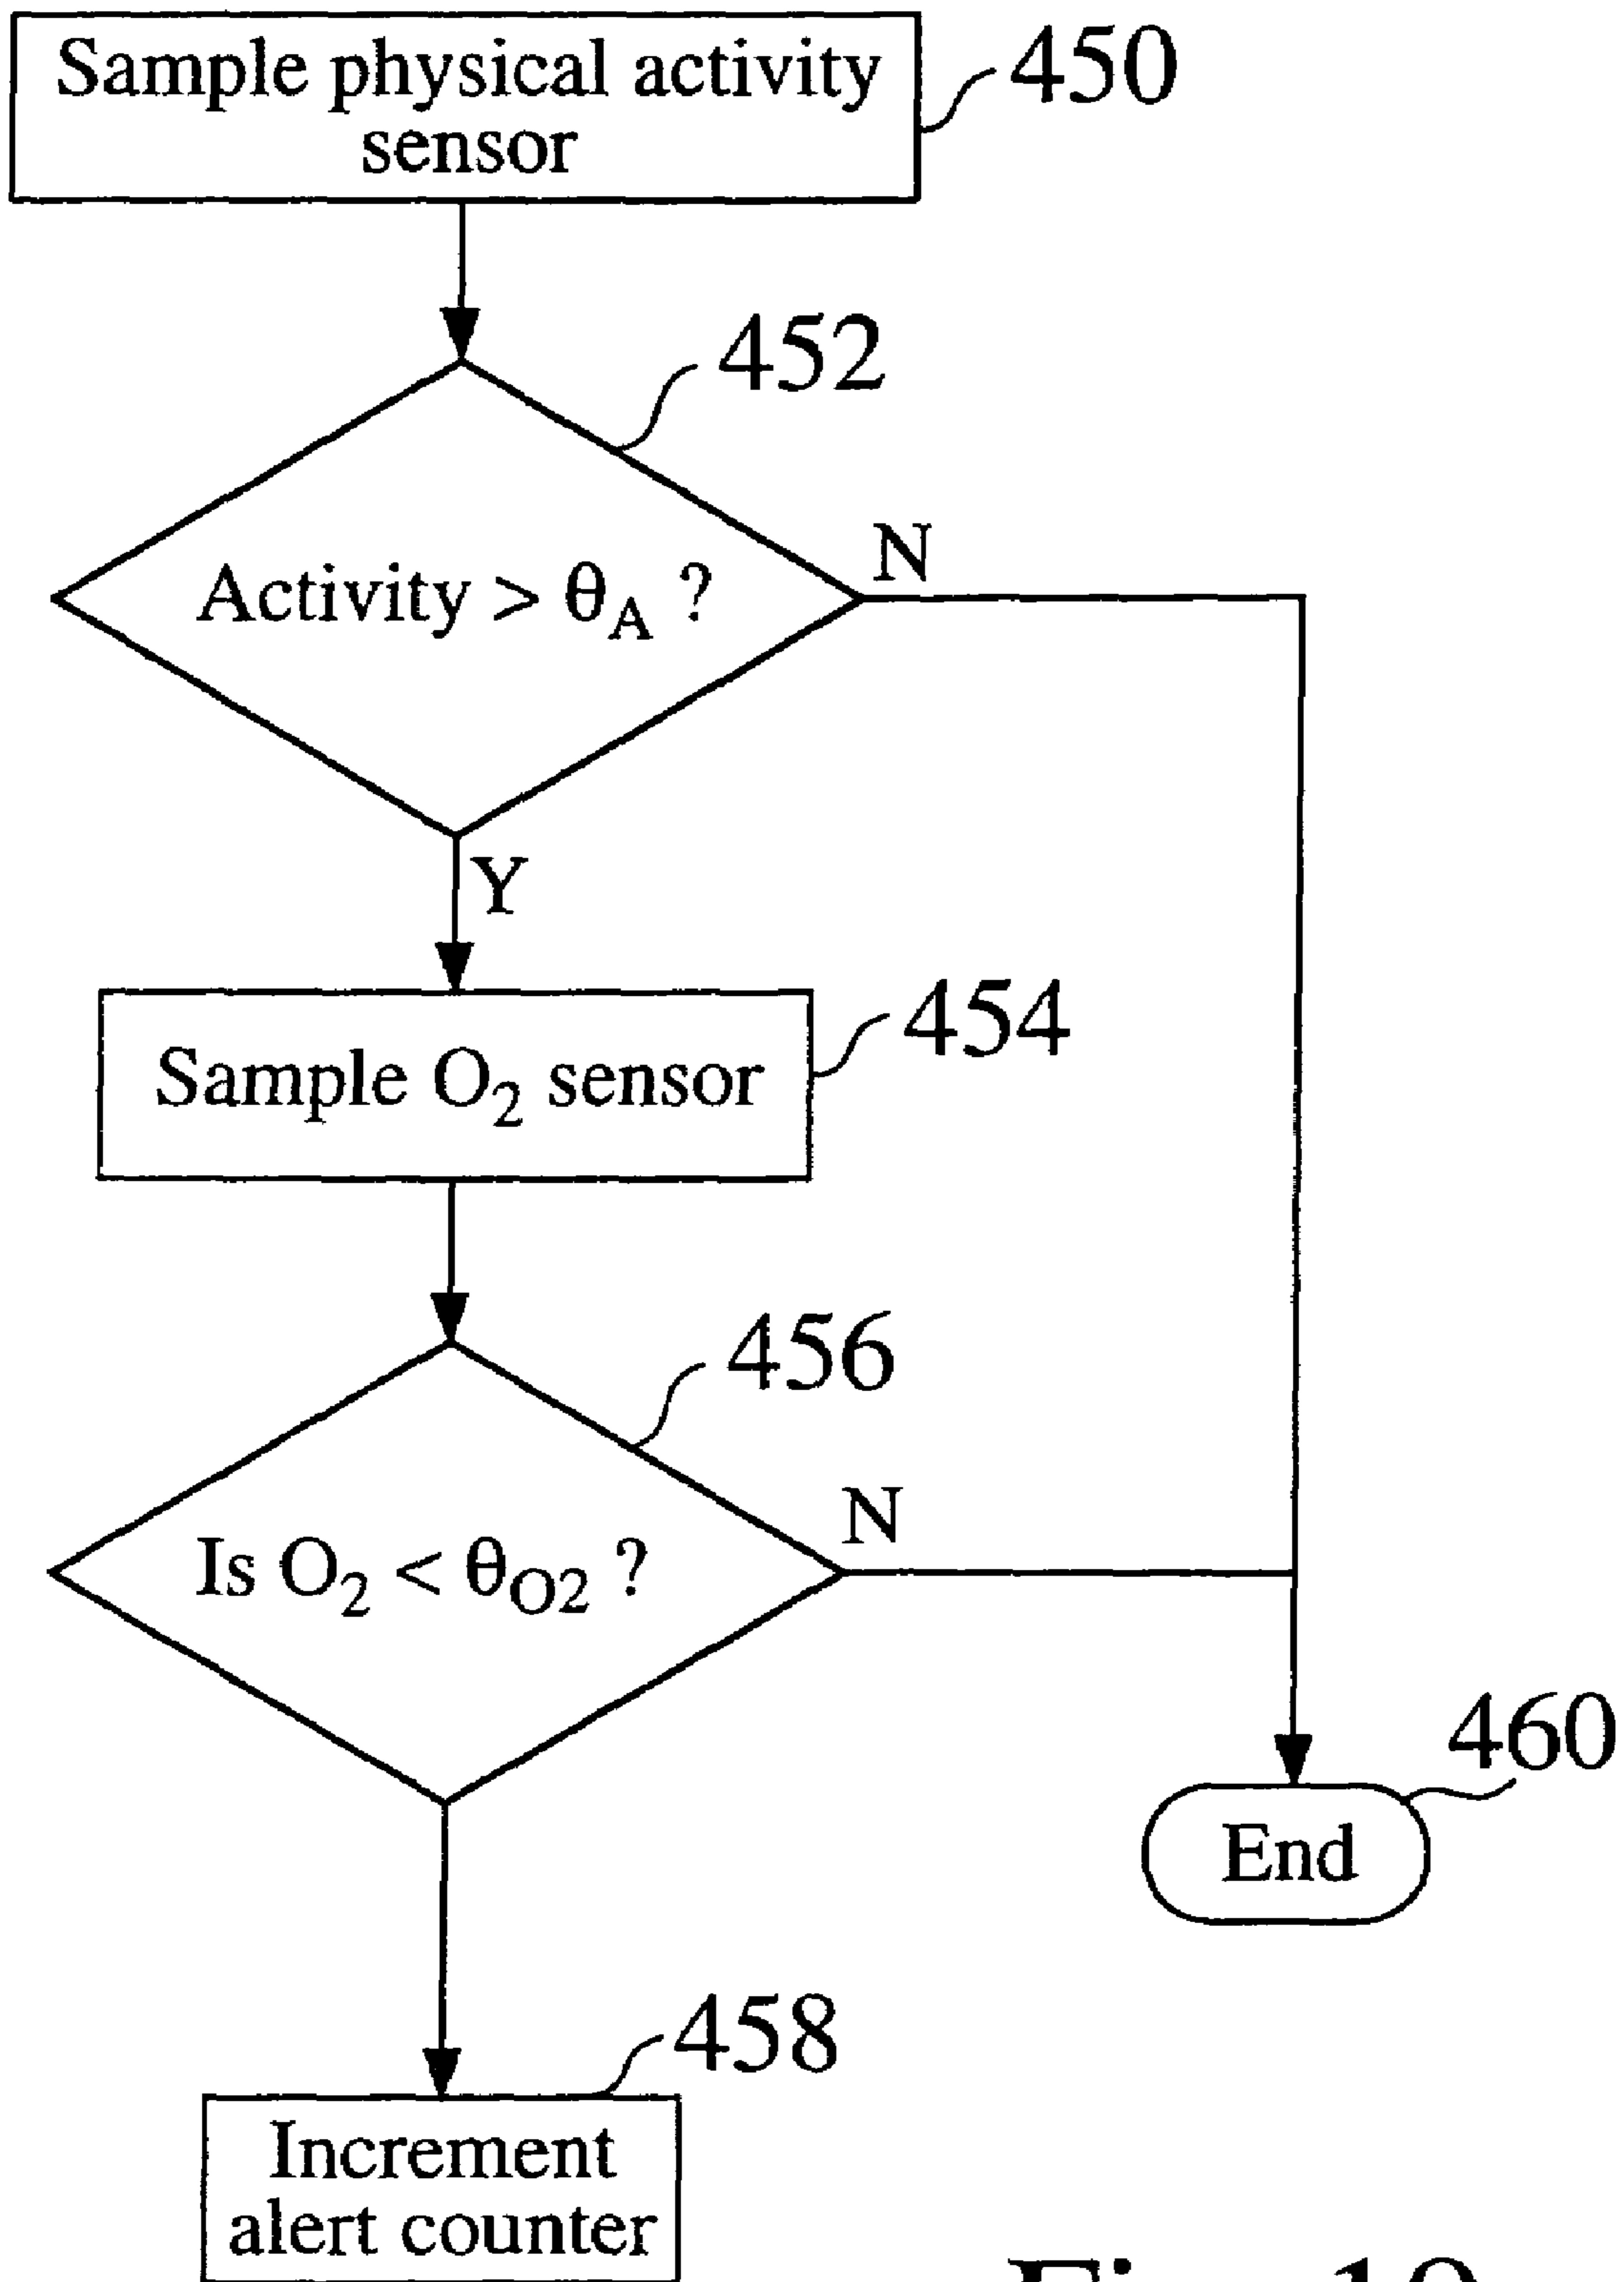 Sample physical activity
sensor
450
452
Activity > θA ?
N
Y
Sample O2 sensor
454
456
Is O2 < θO2 ?
N
460
End
458
Increment
alert counter